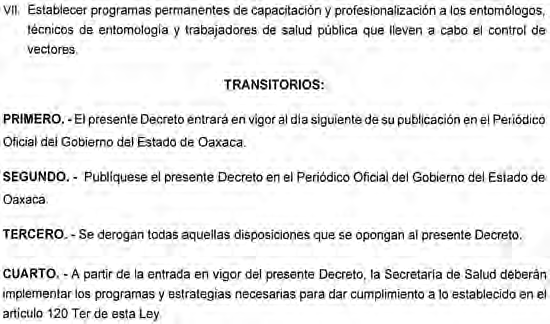 VII. Establecer programas permanentes de capacitación y profesionalización a los entomólogos,
técnicos de entomología y trabajadores de salud pública que lleven a cabo el control de
vectores.
TRANSITORIOS:
PRIMERO. - El presente Decreto entrará en vigor al día siguiente de su publicación en el Periódico
Oficial del Gobierno del Estado de Oaxaca.
SEGUNDO. - Publíquese el presente Decreto en el Periódico Oficial del Gobierno del Estado de
Oaxaca.
TERCERO. - Se derogan todas aquellas disposiciones que se opongan al presente Decreto.
CUARTO. - A partir de la entrada en vigor del presente Decreto, la Secretaría de Salud deberán
implementar los programas y estrategias necesarias para dar cumplimiento a lo establecido en el
artículo 120 Ter de esta Ley.